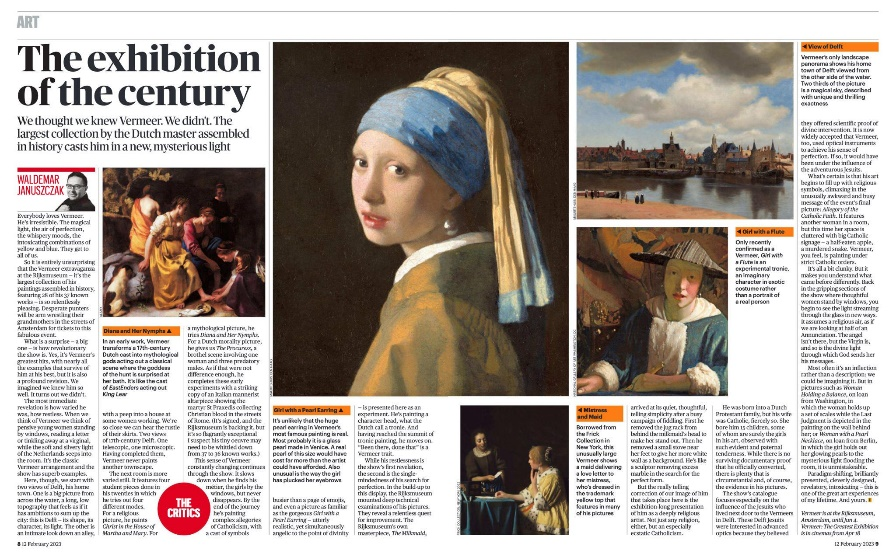 ART
The exhibition
of the century
We thought we knew Vermeer. We didn't. The
largest collection by the Dutch master assembled
in history casts him in a new, mysterious light
WALDEMAR
JANUSZCZAK
Everybody loves Vermeer.
He's irresistible. The magical
light, the air of perfection,
the whispery moods, the
intoxicating combinations of
yellow and blue. They get to
all of us.
So it is entirely unsurprising
that the Vermeer extravaganza
at the Rijksmuseum – it's the
largest collection of his
paintings assembled in history,
featuring 28 of his 37 known
works – is so relentlessly
pleasing. Desperate punters
will be arm wrestling their
grandmothers in the streets of
Amsterdam for tickets to this
fabulous event.
What is a surprise – a big
one – is how revelatory
the show is. Yes, it's Vermeer's
greatest hits, with nearly all
the examples that survive of
him at his best, but it is also
a profound revision. We
imagined we knew him so
well. It turns out we didn't.
The most immediate
revelation is how varied he
was, how restless. When we
think of Vermeer we think of
pensive young women standing
by windows, reading a letter
or tinkling away at a virginal,
while the soft and silvery light
of the Netherlands seeps into
the room. It's the classic
Vermeer arrangement and the
show has superb examples.
Here, though, we start with
two views of Delft, his home
town. One is a big picture from
across the water, a long, low
topography that feels as if it
has ambitions to sum up the
city: this is Delft – its shape, its
character, its light. The other is
an intimate look down an alley,
Diana and Her Nymphs
In an early work, Vermeer
transforms a 17th-century
Dutch cast into mythological
gods acting out a classical
scene where the goddess
of the hunt is surprised at
her bath. It's like the cast
of EastEnders acting out
King Lear
with a peep into a house at
some women working. We're
so close we can hear the rustle
of their skirts. Two views
of 17th-century Delft. One
telescopic, one microscopic.
Having completed them,
Vermeer never paints
another townscape.
The next room is more
varied still. It features four
student pieces done in
his twenties in which
he tries out four
different modes.
For a religious
picture, he paints
Christ in the House of
Martha and Mary. For
THE
CRITICS
a mythological picture, he
tries Diana and Her Nymphs.
For a Dutch morality picture,
he gives us The Procuress, a
brothel scene involving one
woman and three predatory
males. As if that were not
difference enough, he
completes these early
experiments with a striking
copy of an Italian mannerist
altarpiece showing the
martyr St Praxedis collecting
Christian blood in the streets
of Rome. (It's signed, and the
Rijksmuseum is backing it, but
it's so flagrantly exceptional
I suspect his tiny oeuvre may
need to be whittled down
from 37 to 36 known works.)
This sense of Vermeer
constantly changing continues
through the show. It slows
down when he finds his
métier, the girls by the
windows, but never
disappears. By the
end of the journey
he's painting
complex allegories
of Catholicism, with
a cast of symbols
Girl with a Pearl Earring
It's unlikely that the huge
pearl earring in Vermeer's
most famous painting is real.
Most probably it is a glass
pearl made in Venice. A real
pearl of this size would have
cost far more than the artist
could have afforded. Also
unusual is the way the girl
has plucked her eyebrows
busier than a page of emojis,
and even a picture as familiar
as the gorgeous Girl with a
Pearl Earring – utterly
realistic, yet simultaneously
angelic to the point of divinity
– is presented here as an
experiment. She's painting a
character head, what the
Dutch call a tronie. And
having reached the summit of
tronie painting, he moves on.
"Been there, done that" is a
Vermeer trait.
While his restlessness is
the show's first revelation,
the second is the single-
mindedness of his search for
perfection. In the build-up to
this display, the Rijksmuseum
mounted deep technical
examinations of his pictures.
They reveal a relentless quest
for improvement. The
Rijksmuseum's own
masterpiece, The Milkmaid,
Mistress
and Maid
Borrowed from
the Frick
Collection in
New York, this
unusually large
Vermeer shows
a maid delivering
a love letter to
her mistress,
who's dressed in
the trademark
yellow top that
features in many
of his pictures.
arrived at its quiet, thoughtful,
telling simplicity after a busy
campaign of fiddling. First he
removed the jug rack from
behind the milkmaid's head to
make her stand out. Then he
removed a small stove near
her feet to give her more white
wall as a background. He's like
a sculptor removing excess
marble in the search for the
perfect form.
But the really telling
correction of our image of him
that takes place here is the
exhibition long presentation
of him as a deeply religious
artist. Not just any religion,
either, but an especially
ecstatic Catholicism.
He was born into a Dutch
Protestant family, but his wife
was Catholic, fiercely so. She
bore him 15 children, some
of whom are surely the girls
in his art, observed with
such evident and paternal
tenderness. While there is no
surviving documentary proof
that he officially converted,
there is plenty that is
circumstantial and, of course,
the evidence in his pictures.
The show's catalogue
focuses especially on the
influence of the Jesuits who
lived next door to the Vermeers
in Delft. These Delft Jesuits
were interested in advanced
optics because they believed
Girl with a Flute
Only recently
confirmed as a
Vermeer, Girl with
a Flute is an
experimental tronie,
an imaginary
character in exotic
costume rather
than a portrait of
a real person
View of Delft
Vermeer's only landscape
panorama shows his home
town of Delft viewed from
the other side of the water.
Two thirds of the picture
is a magical sky, described
with unique and thrilling
exactness
they offered scientific proof of
divine intervention. It is now
widely accepted that Vermeer,
too, used optical instruments
to achieve his sense of
perfection. If so, it would have
been under the influence of
the adventurous Jesuits.
What's certain is that his art
begins to fill up with religious
symbols, climaxing in the
unusually awkward and busy
message of the event's final
picture: Allegory of the
Catholic Faith. It features
another woman in a room,
but this time her space is
cluttered with big Catholic
signage – a half-eaten apple,
a murdered snake. Vermeer,
you feel, is painting under
strict Catholic orders.
It's all a bit clunky. But it
makes you understand what
came before differently. Back
in the gripping sections of
the show where thoughtful
women stand by windows, you
begin to see the light streaming
through the glass in new ways.
It assumes a religious air, as if
we are looking at half of an
Annunciation. The angel
isn't there, but the Virgin is,
and so is the divine light
through which God sends her
his messages.
Most often it's an inflection
rather than a description: we
could be imagining it. But in
pictures such as Woman
Holding a Balance, on loan
from Washington, in
which the woman holds up
a set of scales while the Last
Judgment is depicted in the
painting on the wall behind
her; or Woman with a Pearl
Necklace, on loan from Berlin,
in which the girl holds out
her glowing pearls to the
mysterious light flooding the
room, it is unmistakable.
Paradigm-shifting, brilliantly
presented, cleverly designed,
revelatory, intoxicating – this is
one of the great art experiences
of my lifetime. And yours.
Vermeer is at the Rijksmuseum,
Amsterdam, until Jun 4.
Vermeer: The Greatest Exhibition
is in cinemas from Apr 18
8 12 February 2023
12 February 2023 9